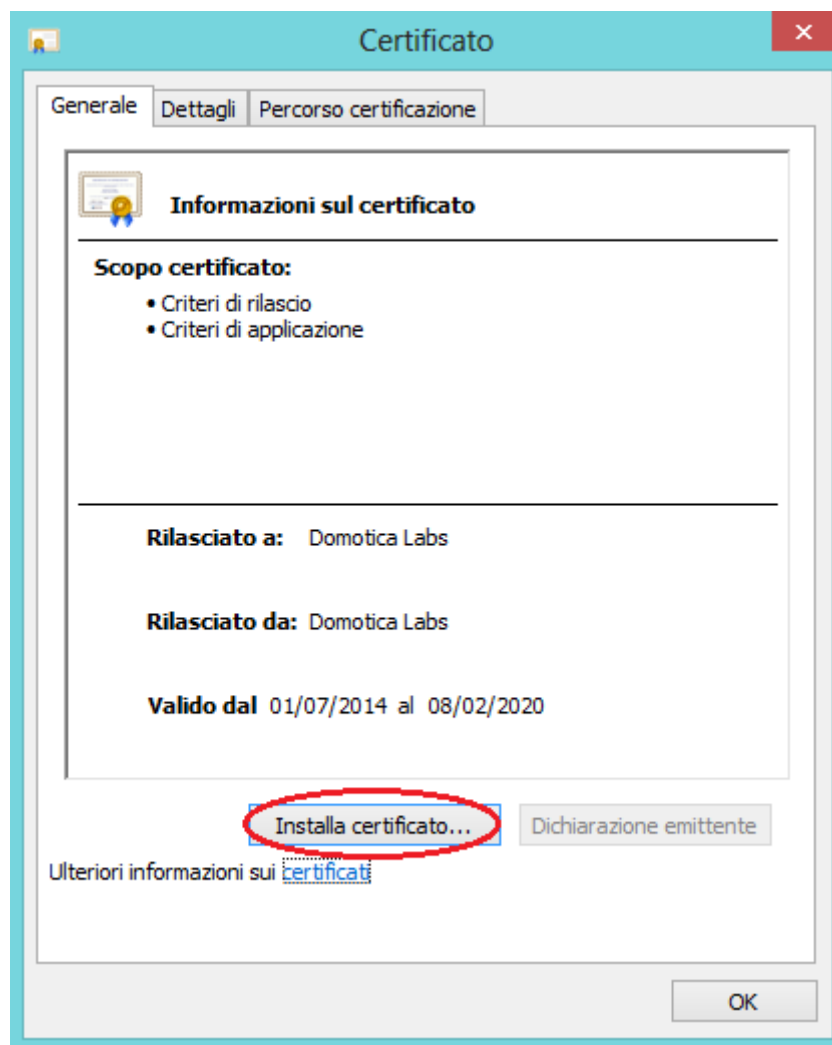 Certificato
Generale Dettagli Percorso certificazione
Informazioni sul certificato
Scopo certificato:
• Criteri di rilascio
• Criteri di applicazione
Rilasciato a: Domotica Labs
Rilasciato da: Domotica Labs
Valido dal 01/07/2014 al 08/02/2020
Installa certificato... Dichiarazione emittente
Ulteriori informazioni sui certificati
OK